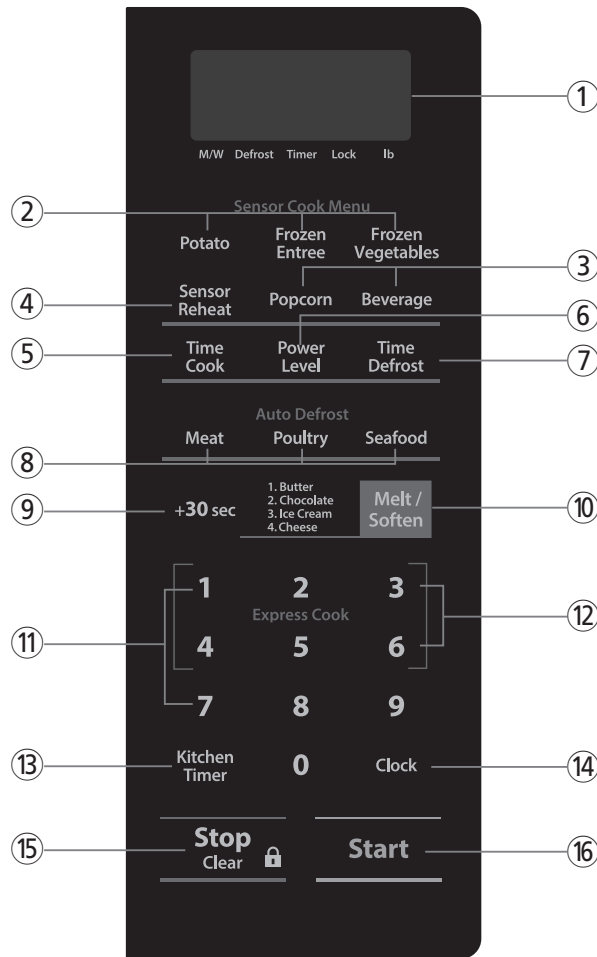 ①
M/W Defrost Timer Lock lb
②
Sensor Cook Menu
Potato
Frozen
Entree
Frozen
Vegetables
③
④
Sensor
Reheat
Popcorn
Beverage
⑥
⑤
Time
Cook
Power
Level
Time
Defrost
⑦
Auto Defrost
Meat Poultry Seafood
⑧
⑨
+30 sec
1. Butter
2. Chocolate
3. Ice Cream
4. Cheese
Melt /
Soften
⑩
1 2 3
Express Cook
⑪
⑫
4 5 6
7 8 9
⑬
Kitchen
Timer
0
Clock
⑭
⑮
Stop
Clear
Start
⑯